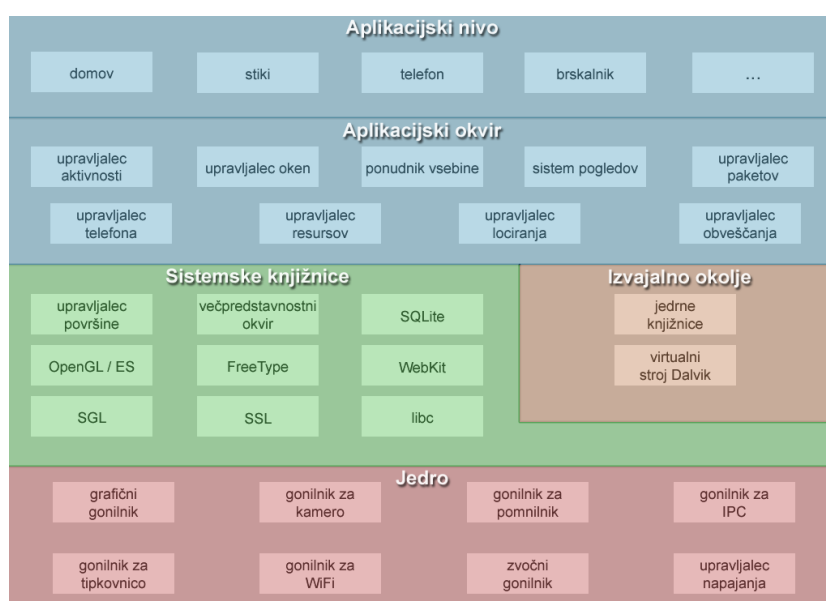 Aplikacijski nivo
domov
stiki
telefon
brskalnik
...
Aplikacijski okvir
upravljalec
aktivnosti
upravljalec oken
ponudnik vsebine
sistem pogledov
upravljalec
paketov
upravljalec
telefona
upravljalec
resursov
upravljalec
lociranja
upravljalec
obveščanja
Sistemske knjižnice
upravljalec
površine
večpredstavnostni
okvir
SQLite
OpenGL / ES
FreeType
WebKit
SGL
SSL
libc
Izvajalno okolje
jedrne
knjižnice
virtualni
stroj Dalvik
Jedro
grafični
gonilnik
gonilnik za
kamero
gonilnik za
pomnilnik
gonilnik za
IPC
gonilnik za
tipkovnico
gonilnik za
WiFi
zvočni
gonilnik
upravljalec
napajanja